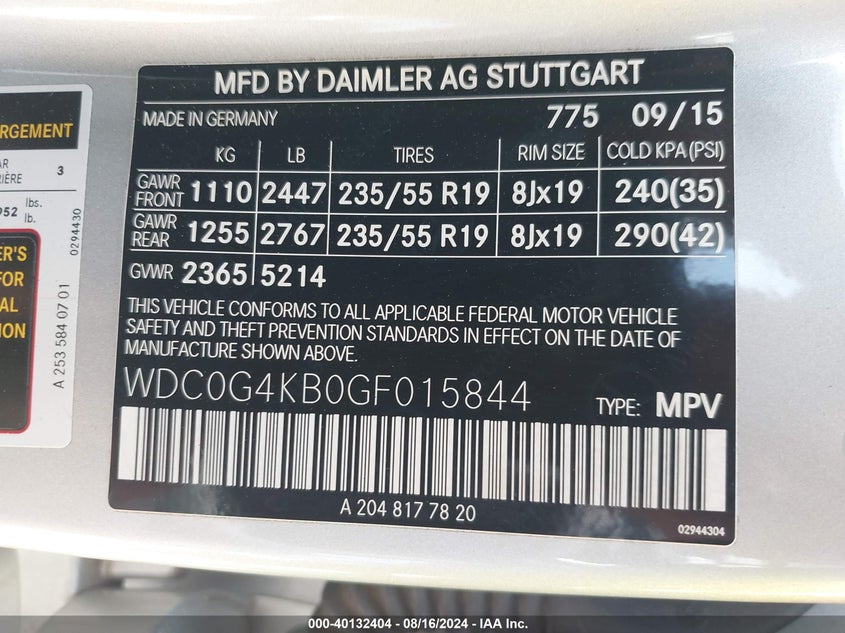 MFD BY DAIMLER AG STUTTGART
MADE IN GERMANY 775 09/15
KG LB TIRES RIM SIZE COLD KPA(PSI)
GAWR FRONT 1110 2447 235/55 R19 8Jx19 240(35)
GAWR REAR 1255 2767 235/55 R19 8Jx19 290(42)
GVWR 2365 5214
THIS VEHICLE CONFORMS TO ALL APPLICABLE FEDERAL MOTOR VEHICLE
SAFETY AND THEFT PREVENTION STANDARDS IN EFFECT ON THE DATE OF
MANUFACTURE SHOWN ABOVE.
WDC0G4KB0GF015844 TYPE: MPV
A 204 817 78 20
02944304
3
lbs.
lb.
0294430
FOR
A 253 584 07 01
000-40132404 - 08/16/2024 - IAA Inc.